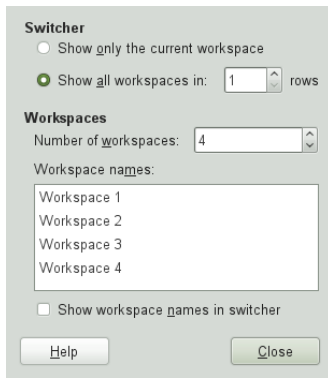 Switcher
Show only the current workspace
Show all workspaces in: 1 rows
Workspaces
Number of workspaces: 4
Workspace names:
Workspace 1
Workspace 2
Workspace 3
Workspace 4
Show workspace names in switcher
Help Close